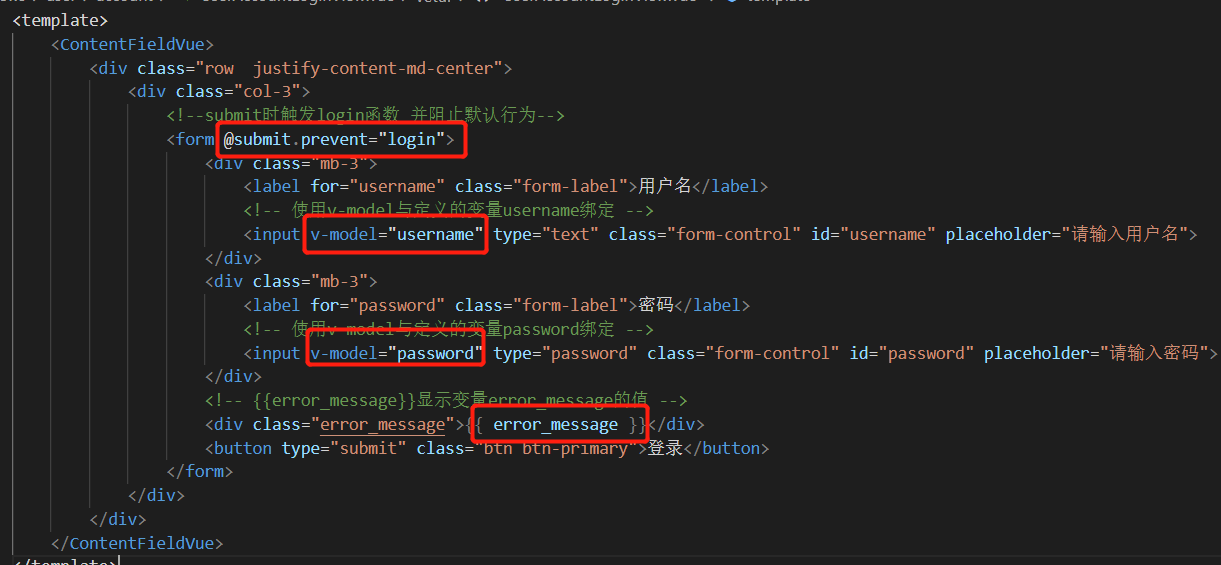 <template>
<ContentFieldVue>
<div class="row  justify-content-md-center">
<div class="col-3">
<!--submit时触发login函数 并阻止默认行为-->
<form @submit.prevent="login">
<div class="mb-3">
<label for="username" class="form-label">用户名</label>
<!-- 使用v-model与定义的变量username绑定 -->
<input v-model="username" type="text" class="form-control" id="username" placeholder="请输入用户名">
</div>
<div class="mb-3">
<label for="password" class="form-label">密码</label>
<!-- 使用v-model与定义的变量password绑定 -->
<input v-model="password" type="password" class="form-control" id="password" placeholder="请输入密码">
</div>
<!-- {{error_message}}显示变量error_message的值 -->
<div class="error_message">{{ error_message }}</div>
<button type="submit" class="btn btn-primary">登录</button>
</form>
</div>
</div>
</ContentFieldVue>
</template>